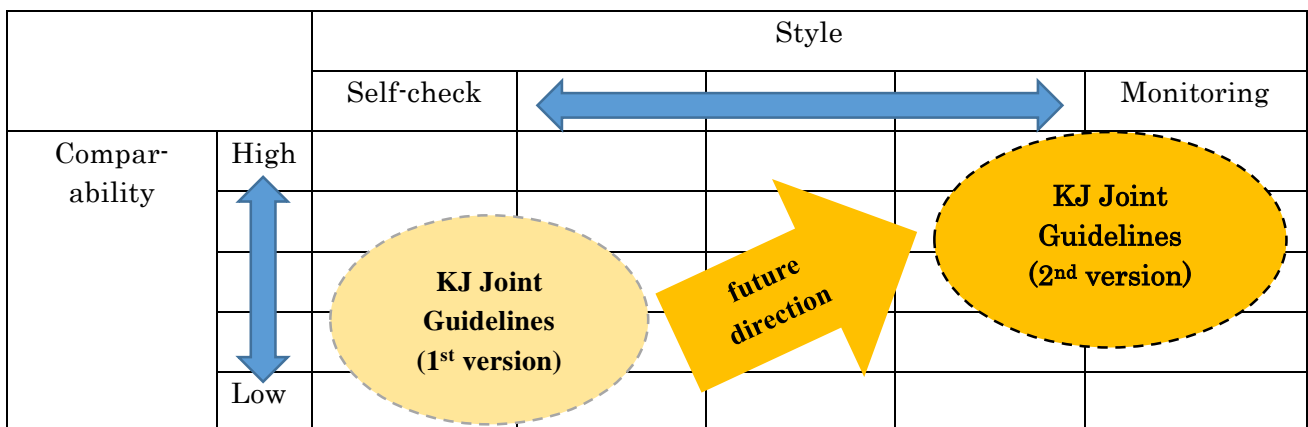 Style
Self-check
Monitoring
Compar-
ability
High
Low
KJ Joint
Guidelines
(1st version)
future
direction
KJ Joint
Guidelines
(2nd version)